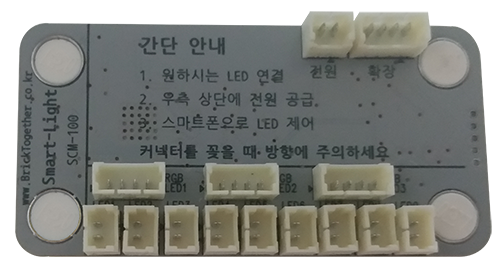 간단 안내
1. 원하시는 LED 연결
2. 우측 상단에 전원 공급
3. 스마트폰으로 LED 제어
커넥터를 꽂을 때 방향에 주의하세요
전원
확장
www.BrickTogether.co.kr
Smart-Light
SCM-100
RGB
LED1
GB
ED2